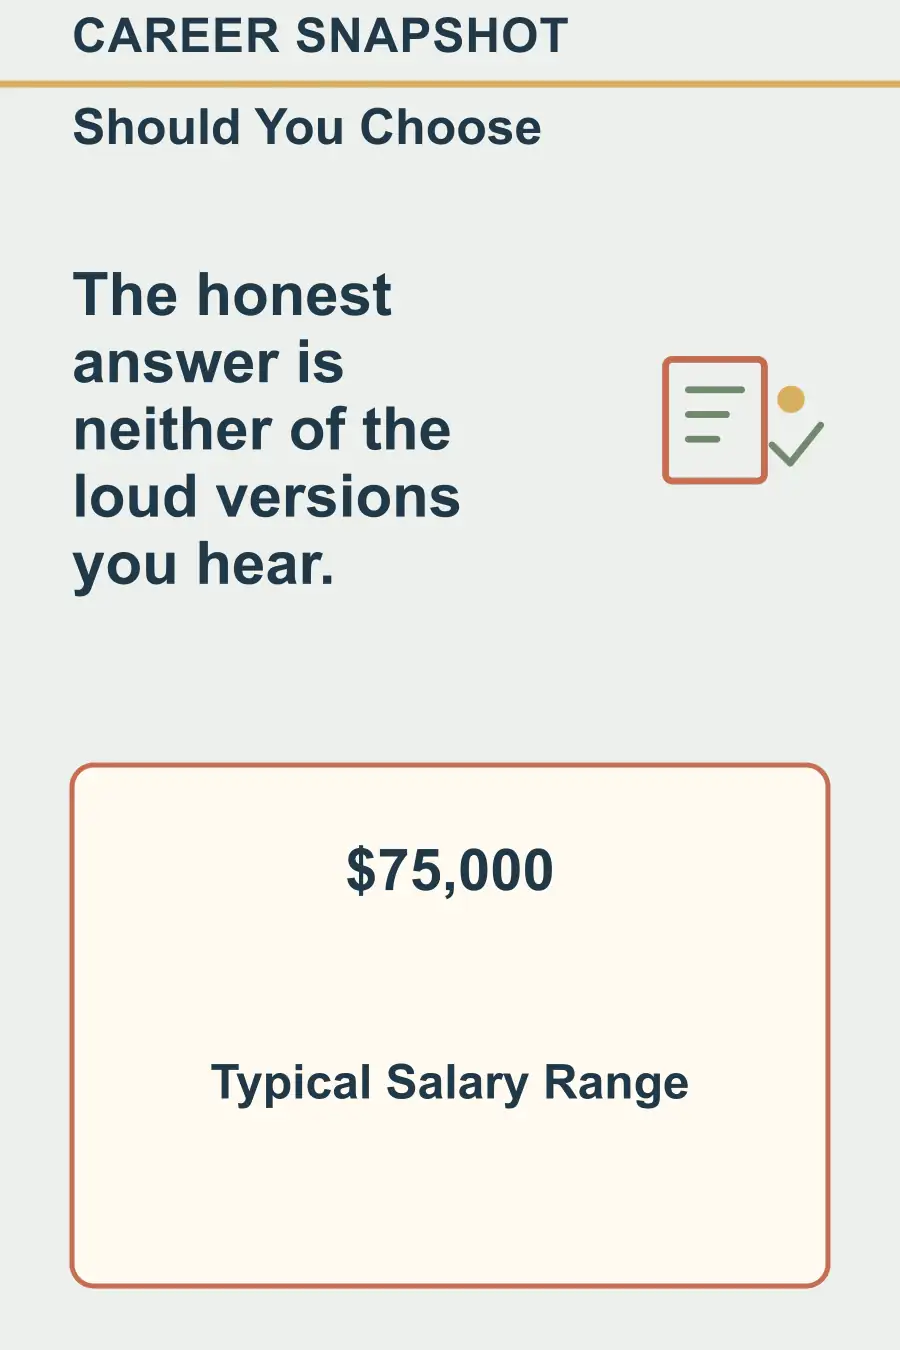 CAREER SNAPSHOT
Should You Choose
The honest
answer is
neither of the
loud versions
you hear.
$75,000
Typical Salary Range